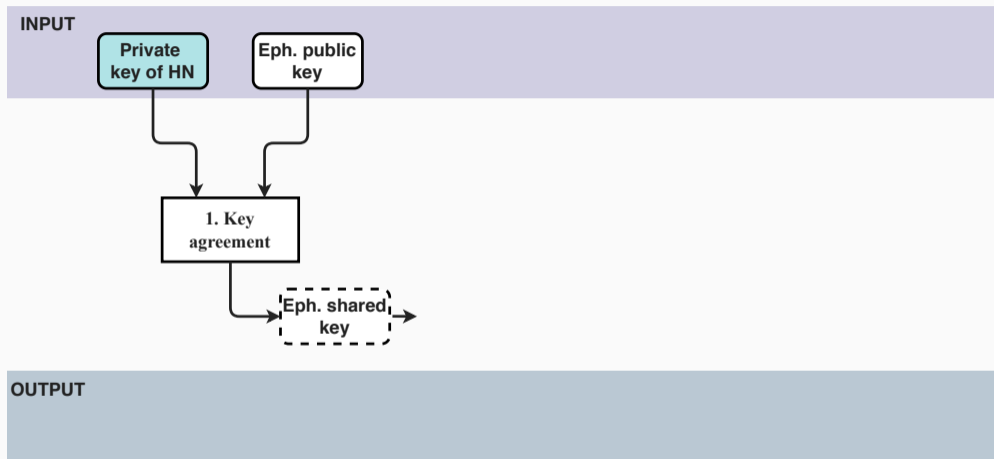 INPUT
Private
key of HN
Eph. public
key
1. Key
agreement
Eph. shared
key
OUTPUT